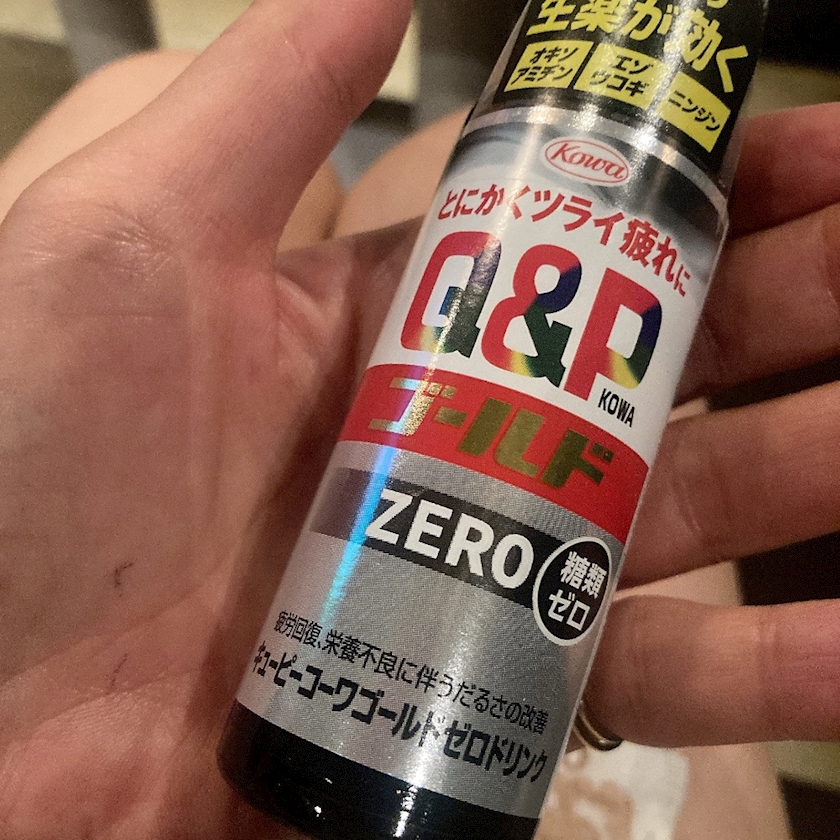 生薬が効く
オキソ
アミヂン
エゾ
ウコギ
ニンジン
Kowa
とにかくツライ疲れに
Q&P
KOWA
ゴールド
ZERO
糖類
ゼロ
疲労回復、栄養不良に伴うだるさの改善
キューピーコーワゴールドゼロドリンク